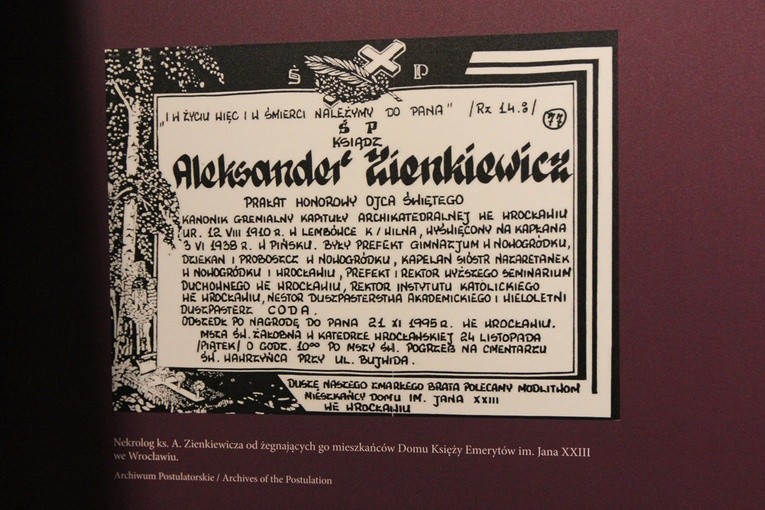 Ś P
„I W ŻYCIU WIĘC I W ŚMIERCI NALEŻYMY DO PANA" /Rz 14.8/
Ś P
77
KSIĄDZ
Aleksander Zienkiewicz
PRAŁAT HONOROWY OJCA ŚWIĘTEGO
KANONIK GREMIALNY KAPITUŁY ARCHIKATEDRALNEJ WE WROCŁAWIU
UR. 12 VIII 1910 R. W LEMBÓWCE K/WILNA, WYŚWIĘCONY NA KAPŁANA
3 VI 1938 R. W PIŃSKU. BYŁY PREFEKT GIMNAZJUM W NOWOGRÓDKU,
DZIEKAN I PROBOSZCZ W NOWOGRÓDKU, KAPELAN SIÓSTR NAZARETANEK
W NOWOGRÓDKU I WROCŁAWIU, PREFEKT I REKTOR WYŻSZEGO SEMINARIUM
DUCHOWNEGO WE WROCŁAWIU, REKTOR INSTYTUTU KATOLICKIEGO
WE WROCŁAWIU, NESTOR DUSZPASTERSTWA AKADEMICKIEGO I WIELOLETNI
DUSZPASTERZ CODA.
ODSZEDŁ PO NAGRODĘ DO PANA 21 XI 1995 R. WE WROCŁAWIU.
MSZA ŚW. ŻAŁOBNA W KATEDRZE WROCŁAWSKIEJ 24 LISTOPADA
/PIĄTEK/ O GODZ. 10⁰⁰ PO MSZY ŚW. POGRZEB NA CMENTARZU
ŚW. WAWRZYŃCA PRZY UL. BUJWIDA.
DUSZĘ NASZEGO ZMARŁEGO BRATA POLECAMY MODLITWOM
MIESZKAŃCY DOMU IM. JANA XXIII
WE WROCŁAWIU
Nekrolog ks. A. Zienkiewicza od żegnających go mieszkańców Domu Księży Emerytów im. Jana XXIII
we Wrocławiu.
Archiwum Postulatorskie / Archives of the Postulation